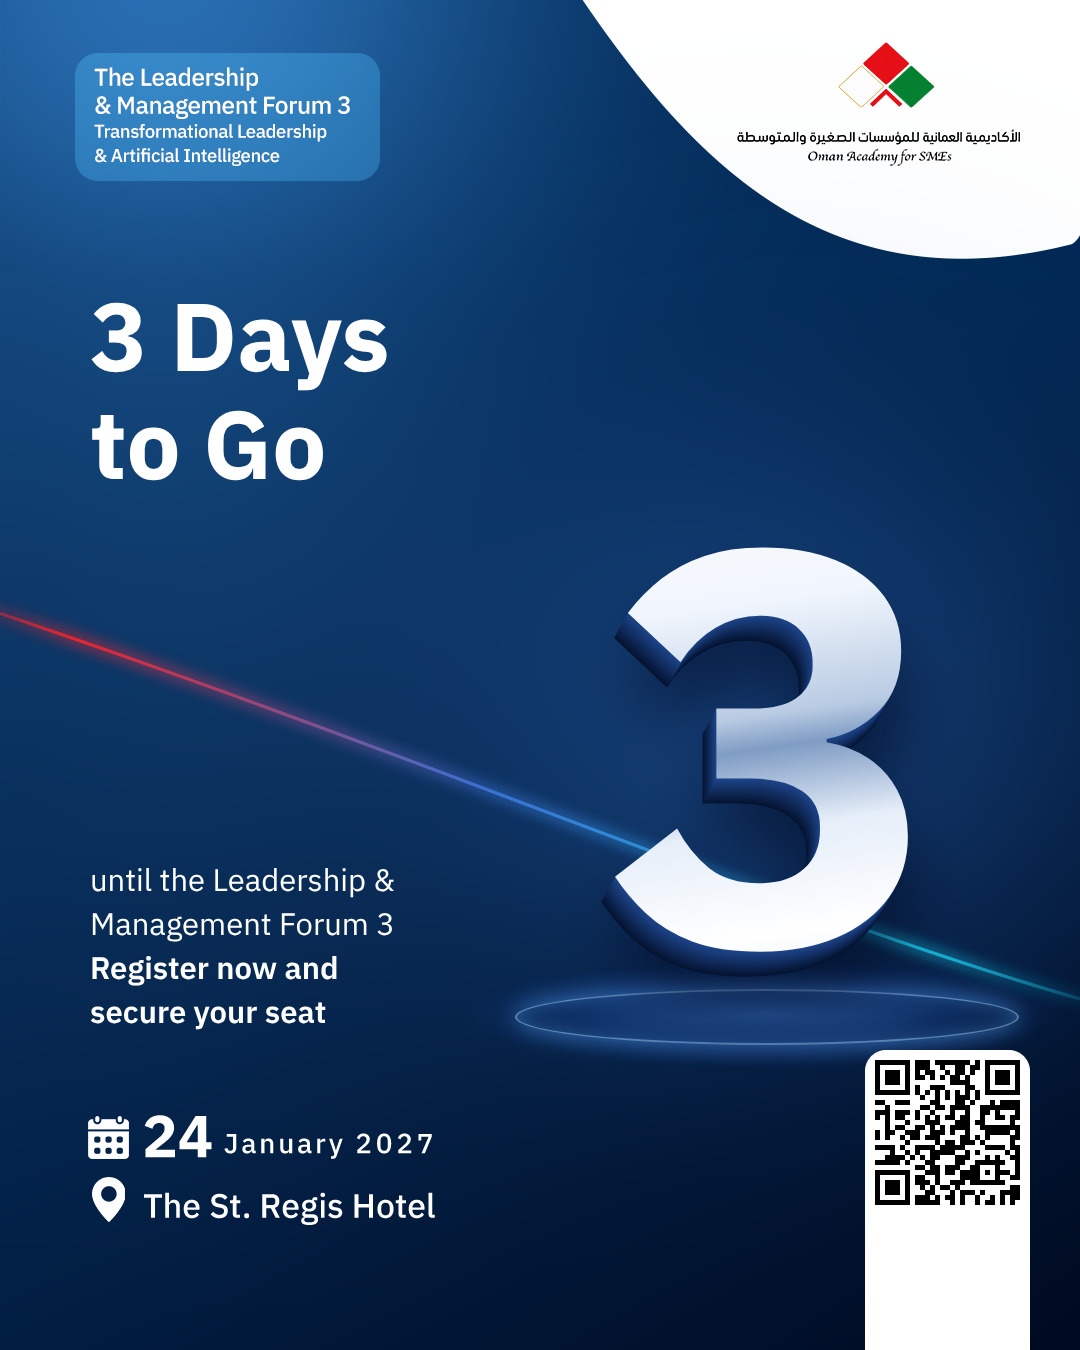 The Leadership
& Management Forum 3
Transformational Leadership
& Artificial Intelligence
الأكاديمية العمانية للمؤسسات الصغيرة والمتوسطة
Oman Academy for SMEs
3 Days
to Go
3
until the Leadership &
Management Forum 3
Register now and
secure your seat
24 January 2027
The St. Regis Hotel